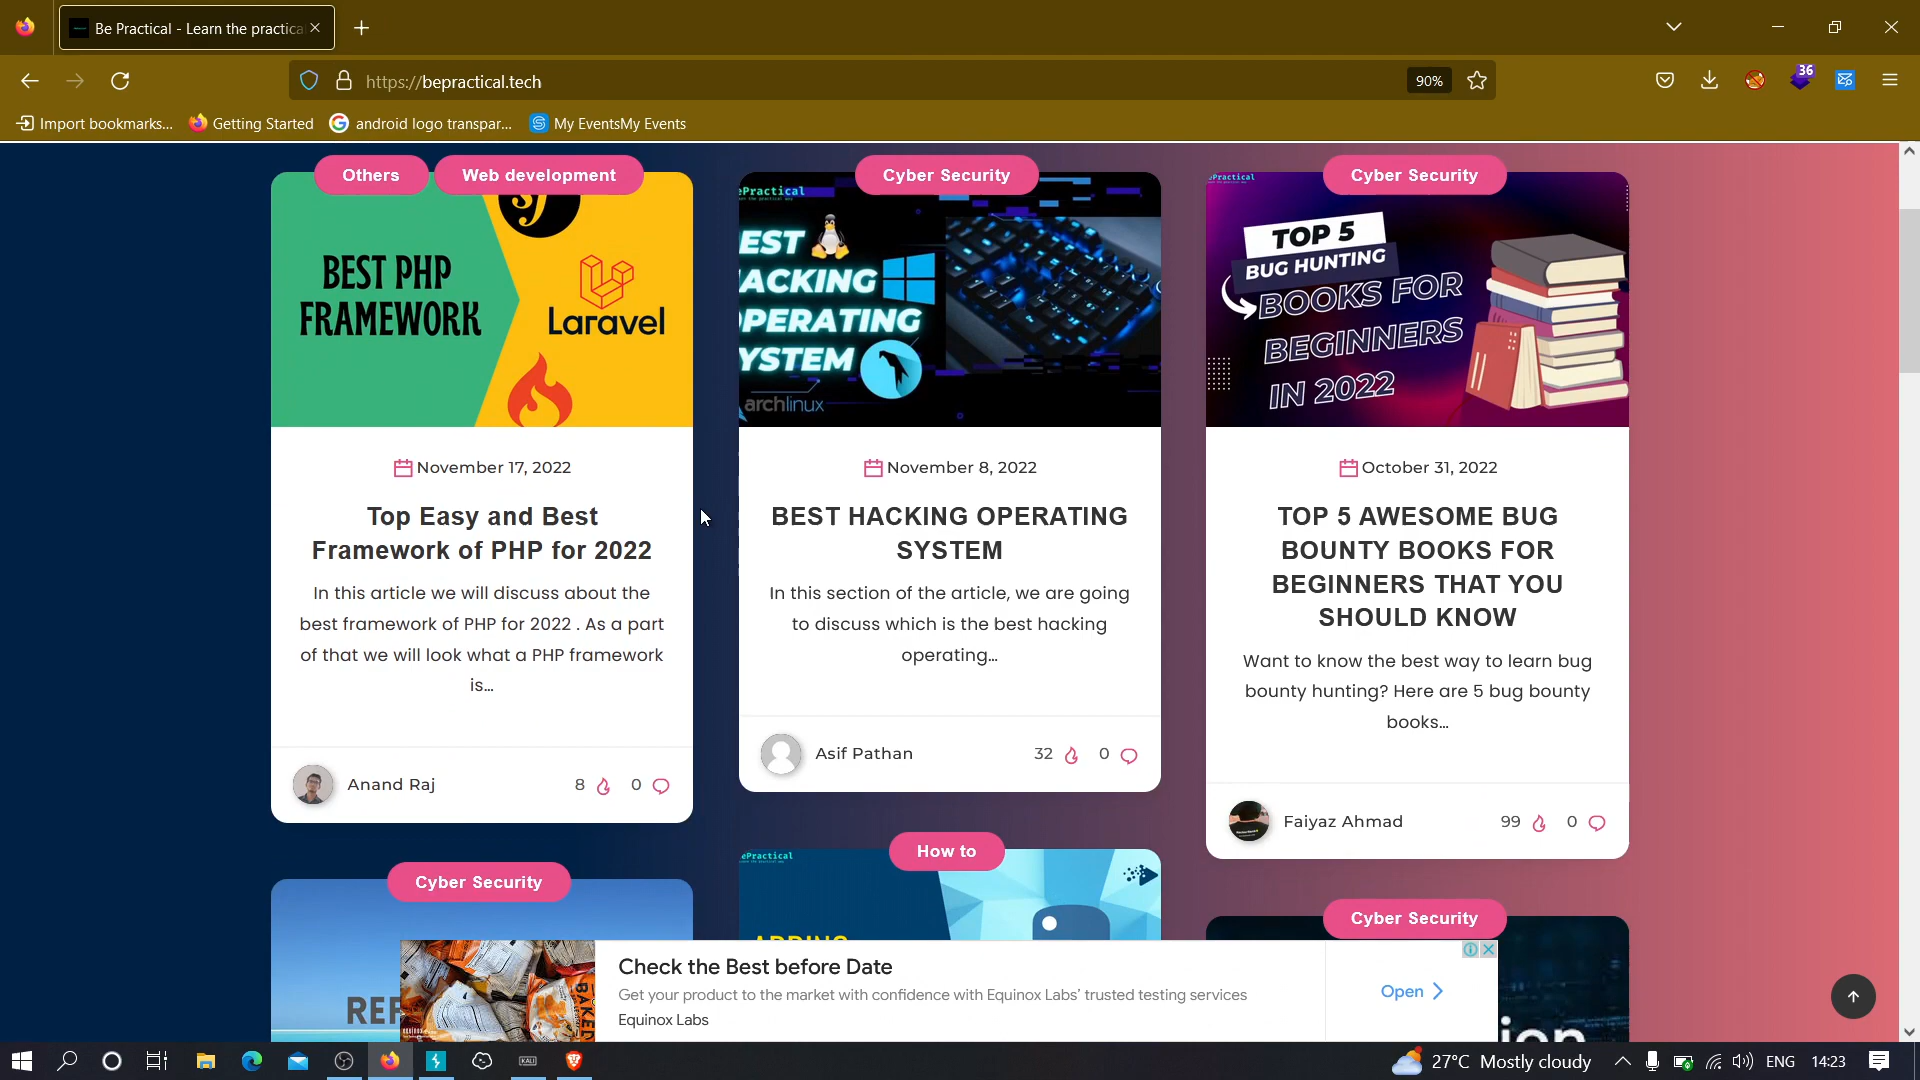 Be Practical - Learn the practica
https://bepractical.tech
90%
36
Import bookmarks...
Getting Started
android logo transpar...
My EventsMy Events
Others
Web development
BEST PHP
FRAMEWORK
Laravel
November 17, 2022
Top Easy and Best
Framework of PHP for 2022
In this article we will discuss about the
best framework of PHP for 2022 . As a part
of that we will look what a PHP framework
is...
Anand Raj
8
0
Cyber Security
ePractical
EST
ACKING
PERATING
YSTEM
archlinux
November 8, 2022
BEST HACKING OPERATING
SYSTEM
In this section of the article, we are going
to discuss which is the best hacking
operating...
Asif Pathan
32
0
Cyber Security
ePractical
TOP 5
BUG HUNTING
BOOKS FOR
BEGINNERS
IN 2022
October 31, 2022
TOP 5 AWESOME BUG
BOUNTY BOOKS FOR
BEGINNERS THAT YOU
SHOULD KNOW
Want to know the best way to learn bug
bounty hunting? Here are 5 bug bounty
books...
Faiyaz Ahmad
99
0
Cyber Security
REF
How to
ePractical
Cyber Security
BAKED
Check the Best before Date
Get your product to the market with confidence with Equinox Labs' trusted testing services
Equinox Labs
Open
KALI
27°C Mostly cloudy
ENG
14:23